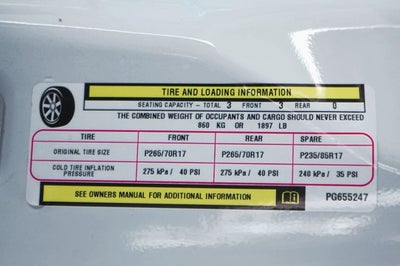 TIRE AND LOADING INFORMATION
SEATING CAPACITY - TOTAL 3 FRONT 3 REAR 0
THE COMBINED WEIGHT OF OCCUPANTS AND CARGO SHOULD NEVER EXCEED
860 KG OR 1897 LB
TIRE FRONT REAR SPARE
ORIGINAL TIRE SIZE P265/70R17 P265/70R17 P235/85R17
COLD TIRE INFLATION PRESSURE 275 kPa / 40 PSI 275 kPa / 40 PSI 240 kPa / 35 PSI
SEE OWNERS MANUAL FOR ADDITIONAL INFORMATION PG655247